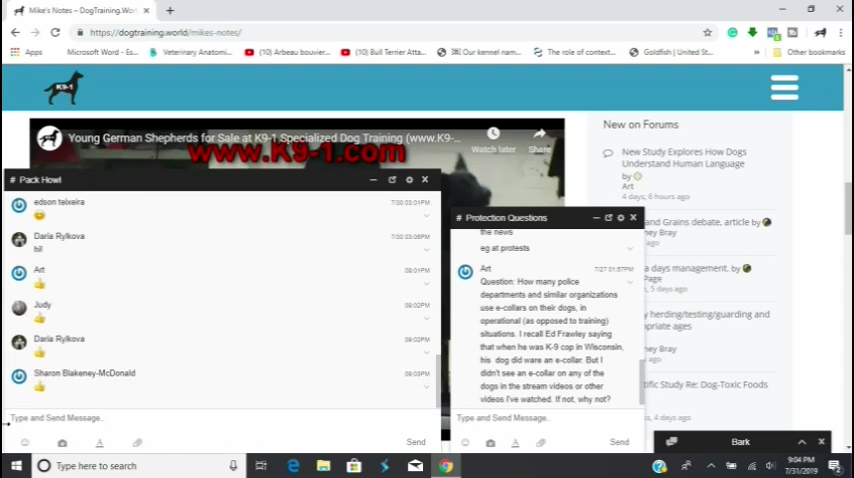 Mike's Notes - DogTraining.Worl
https://dogtraining.world/mikes-notes/
Apps
Microsoft Word - Es...
Veterinary Anatomi...
(10) Arbeau bouvier...
(10) Bull Terrier Atta...
Our kennel name...
The role of context...
Goldfish | United St...
Other bookmarks
K9-1
Young German Shepherds for Sale at K9-1 Specialized Dog Training (www.K9-...
Watch later
Share
www.K9-1.com
New on Forums
New Study Explores How Dogs
Understand Human Language
by
Art
4 days, 6 hours ago
and Grains debate, article by
ney Bray
ago
a days management. by
Page
s, 5 days ago
y herding/testing/guarding and
opriate ages
ney Bray
ago
tific Study Re: Dog-Toxic Foods
s, 4 days ago
# Pack Howl
edson teixeira
7/30 03:01PM
Daria Rylkova
7/30 03:05PM
hi!
Art
09:01PM
Judy
09:02PM
Daria Rylkova
09:02PM
Sharon Blakeney-McDonald
09:03PM
Type and Send Message..
Send
# Protection Questions
the news
eg at protests
Art
7/27 01:57PM
Question: How many police
departments and similar organizations
use e-collars on their dogs, in
operational (as opposed to training)
situations. I recall Ed Frawley saying
that when he was K-9 cop in Wisconsin,
his dog did ware an e-collar. But I
didn't see an e-collar on any of the
dogs in the stream videos or other
videos I've watched. If not, why not?
Type and Send Message..
Send
Bark
Type here to search
9:04 PM
7/31/2019